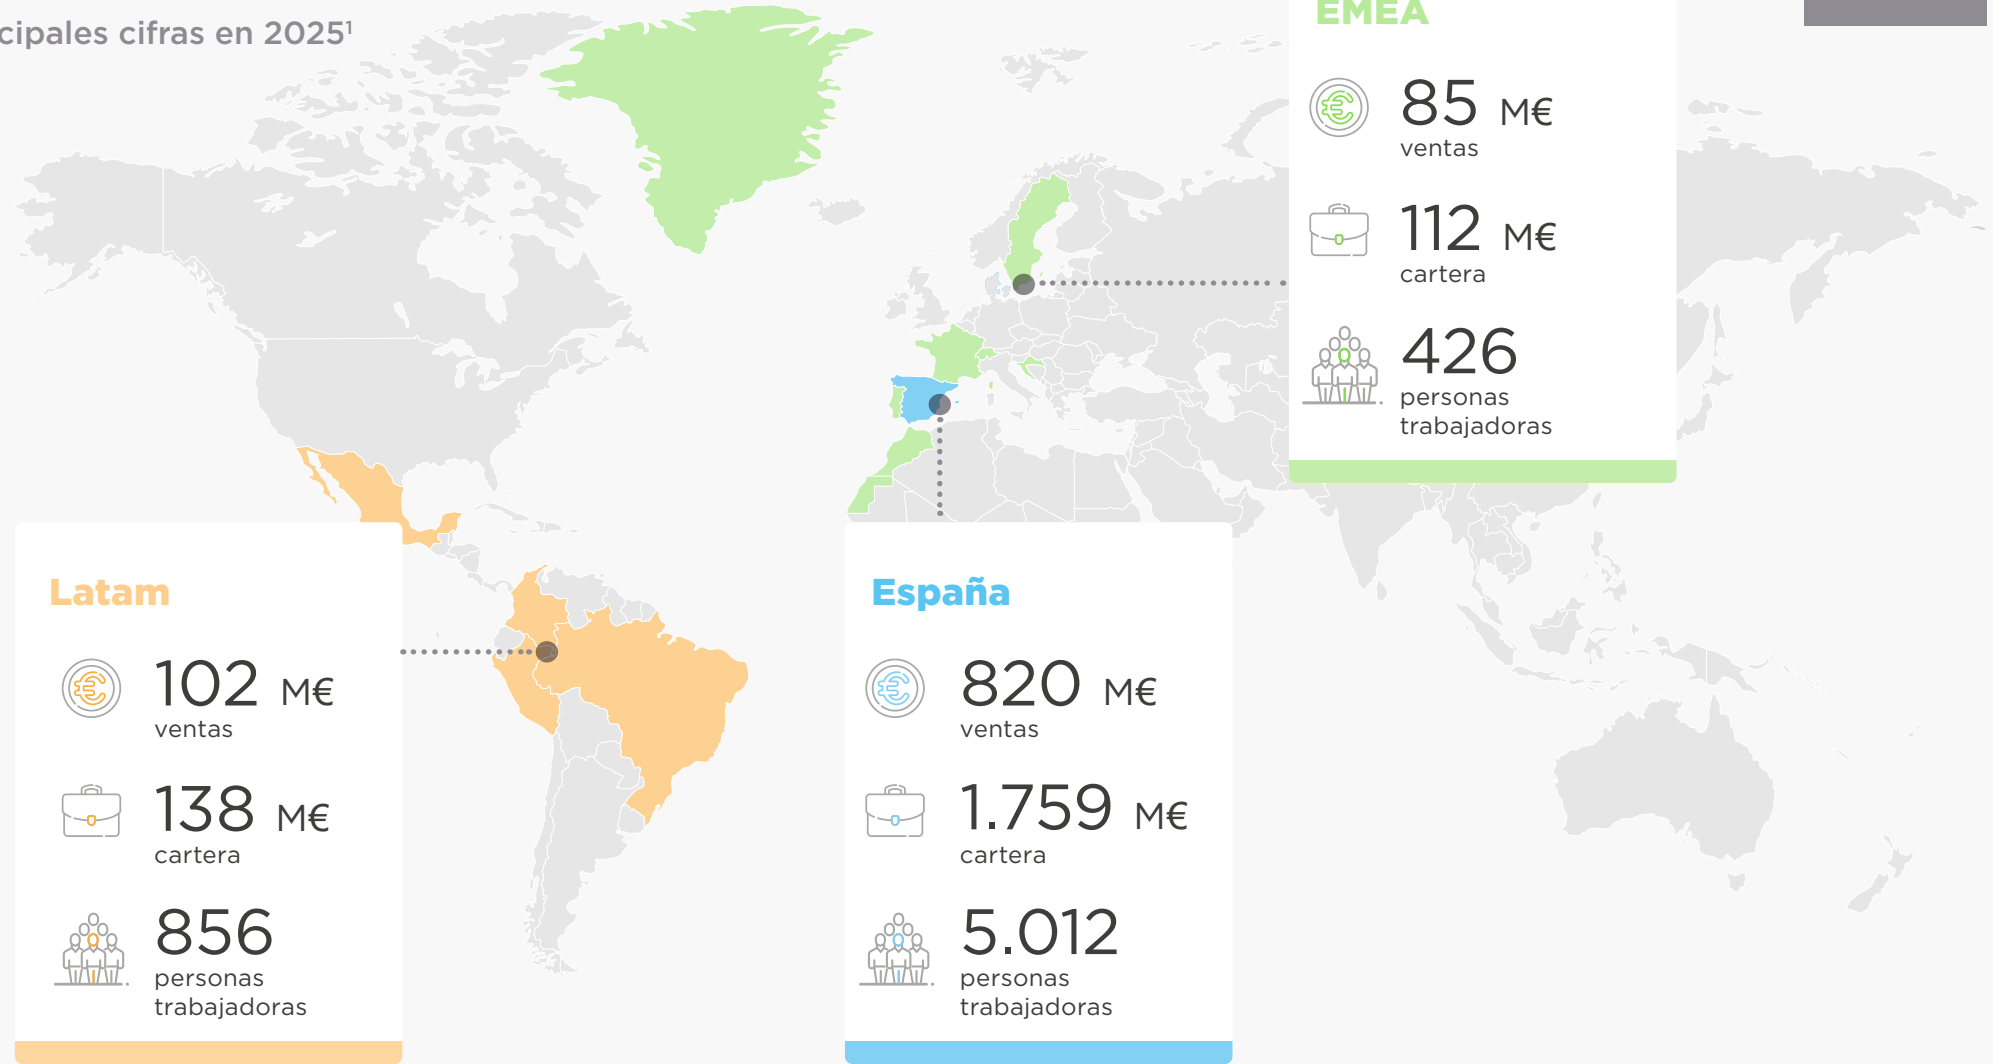 cipales cifras en 2025¹
EMEA
85 M€
ventas
112 M€
cartera
426
personas
trabajadoras
Latam
102 M€
ventas
138 M€
cartera
856
personas
trabajadoras
España
820 M€
ventas
1.759 M€
cartera
5.012
personas
trabajadoras